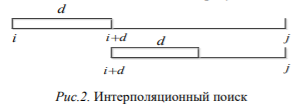 d
i i+d j
d
i+d j
Рис.2. Интерполяционный поиск